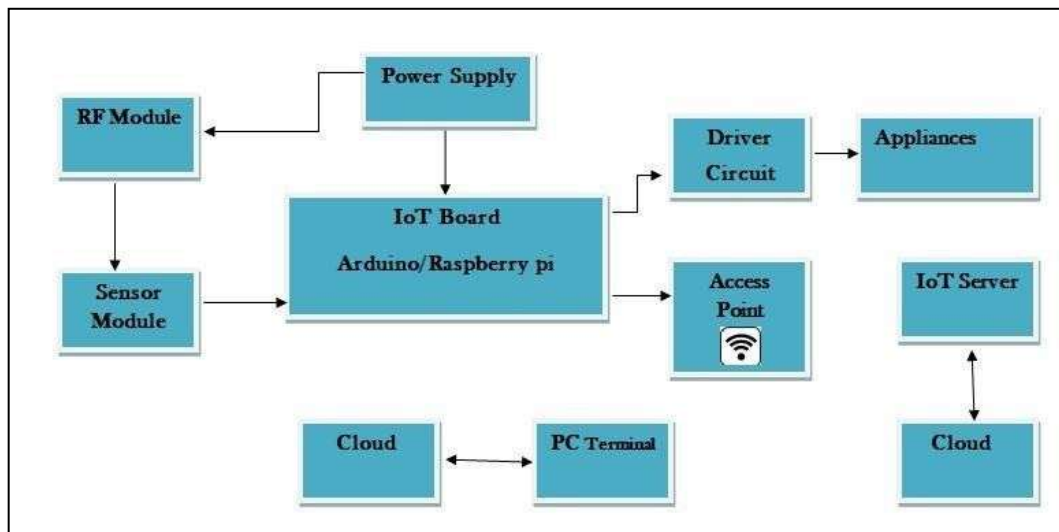 Power Supply
RF Module
Driver
Circuit
Appliances
IoT Board
Arduino/Raspberry pi
Sensor
Module
Access
Point
IoT Server
Cloud
PC Terminal
Cloud